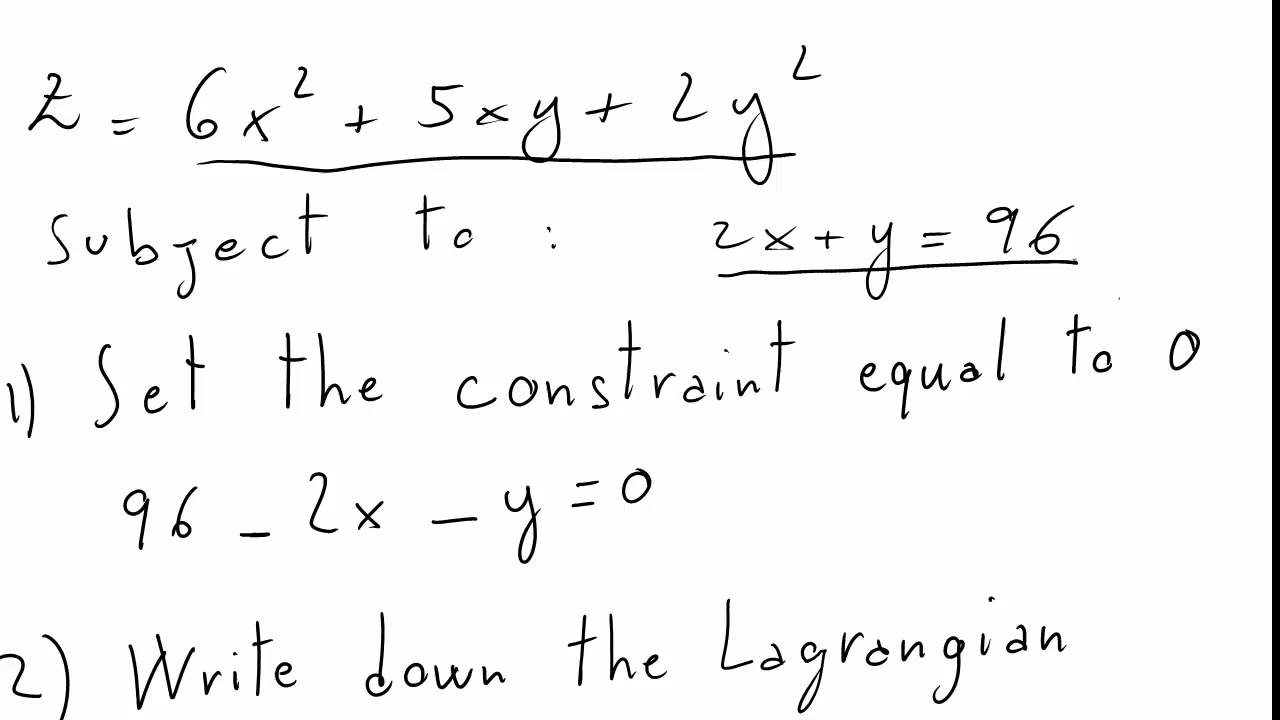 Z = 6x² + 5xy + 2y²
Subject to : 2x + y = 96
1) Set the constraint equal to 0
96 - 2x - y = 0
2) Write down the Lagrangian